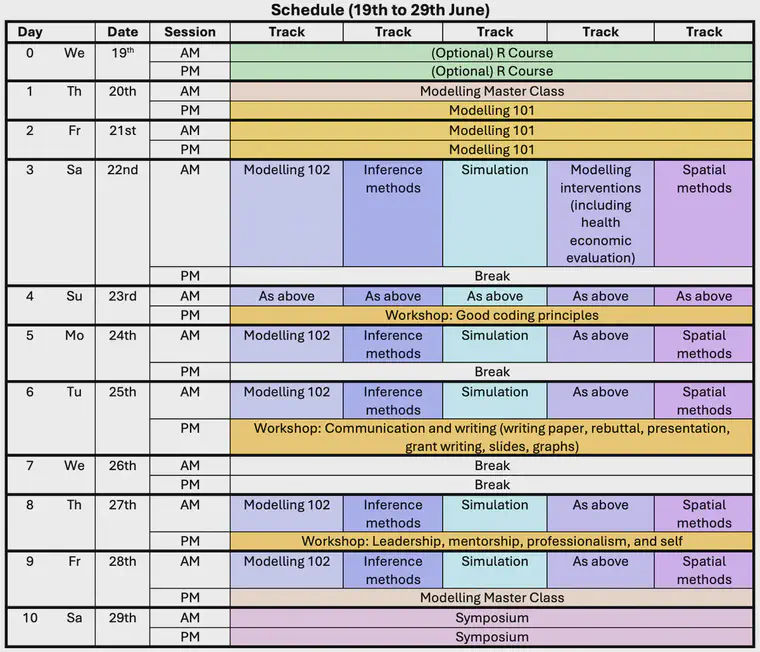 Schedule (19th to 29th June)
Day Date Session Track Track Track Track Track
0 We 19th AM (Optional) R Course
PM (Optional) R Course
1 Th 20th AM Modelling Master Class
PM Modelling 101
2 Fr 21st AM Modelling 101
PM Modelling 101
3 Sa 22nd AM Modelling 102 Inference Simulation Modelling Spatial
methods interventions methods
(including
health
economic
evaluation)
PM Break
4 Su 23rd AM As above As above As above As above As above
PM Workshop: Good coding principles
5 Mo 24th AM Modelling 102 Inference Simulation As above Spatial
methods methods
PM Break
6 Tu 25th AM Modelling 102 Inference Simulation As above Spatial
methods methods
PM Workshop: Communication and writing (writing paper, rebuttal, presentation,
grant writing, slides, graphs)
7 We 26th AM Break
PM Break
8 Th 27th AM Modelling 102 Inference Simulation As above Spatial
methods methods
PM Workshop: Leadership, mentorship, professionalism, and self
9 Fr 28th AM Modelling 102 Inference Simulation As above Spatial
methods methods
PM Modelling Master Class
10 Sa 29th AM Symposium
PM Symposium